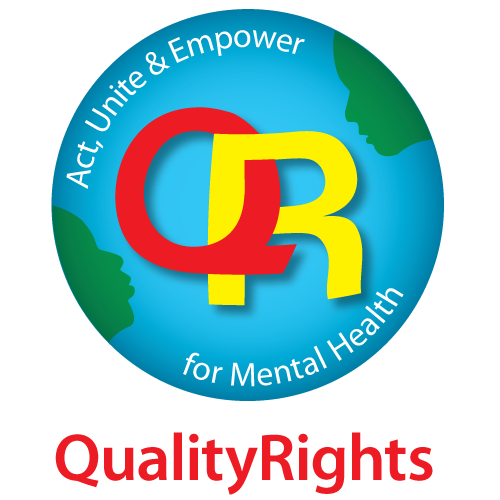 Act, Unite & Empower
QR
for Mental Health
QualityRights